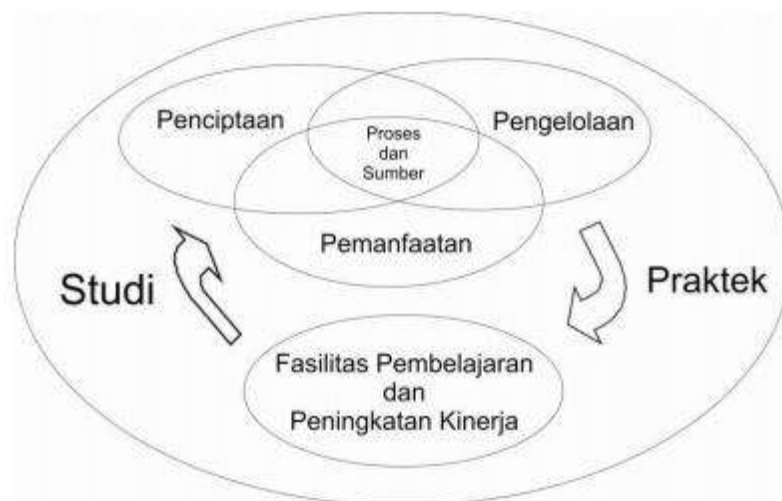 Penciptaan
Pengelolaan
Proses
dan
Sumber
Pemanfaatan
Studi
Praktek
Fasilitas Pembelajaran
dan
Peningkatan Kinerja